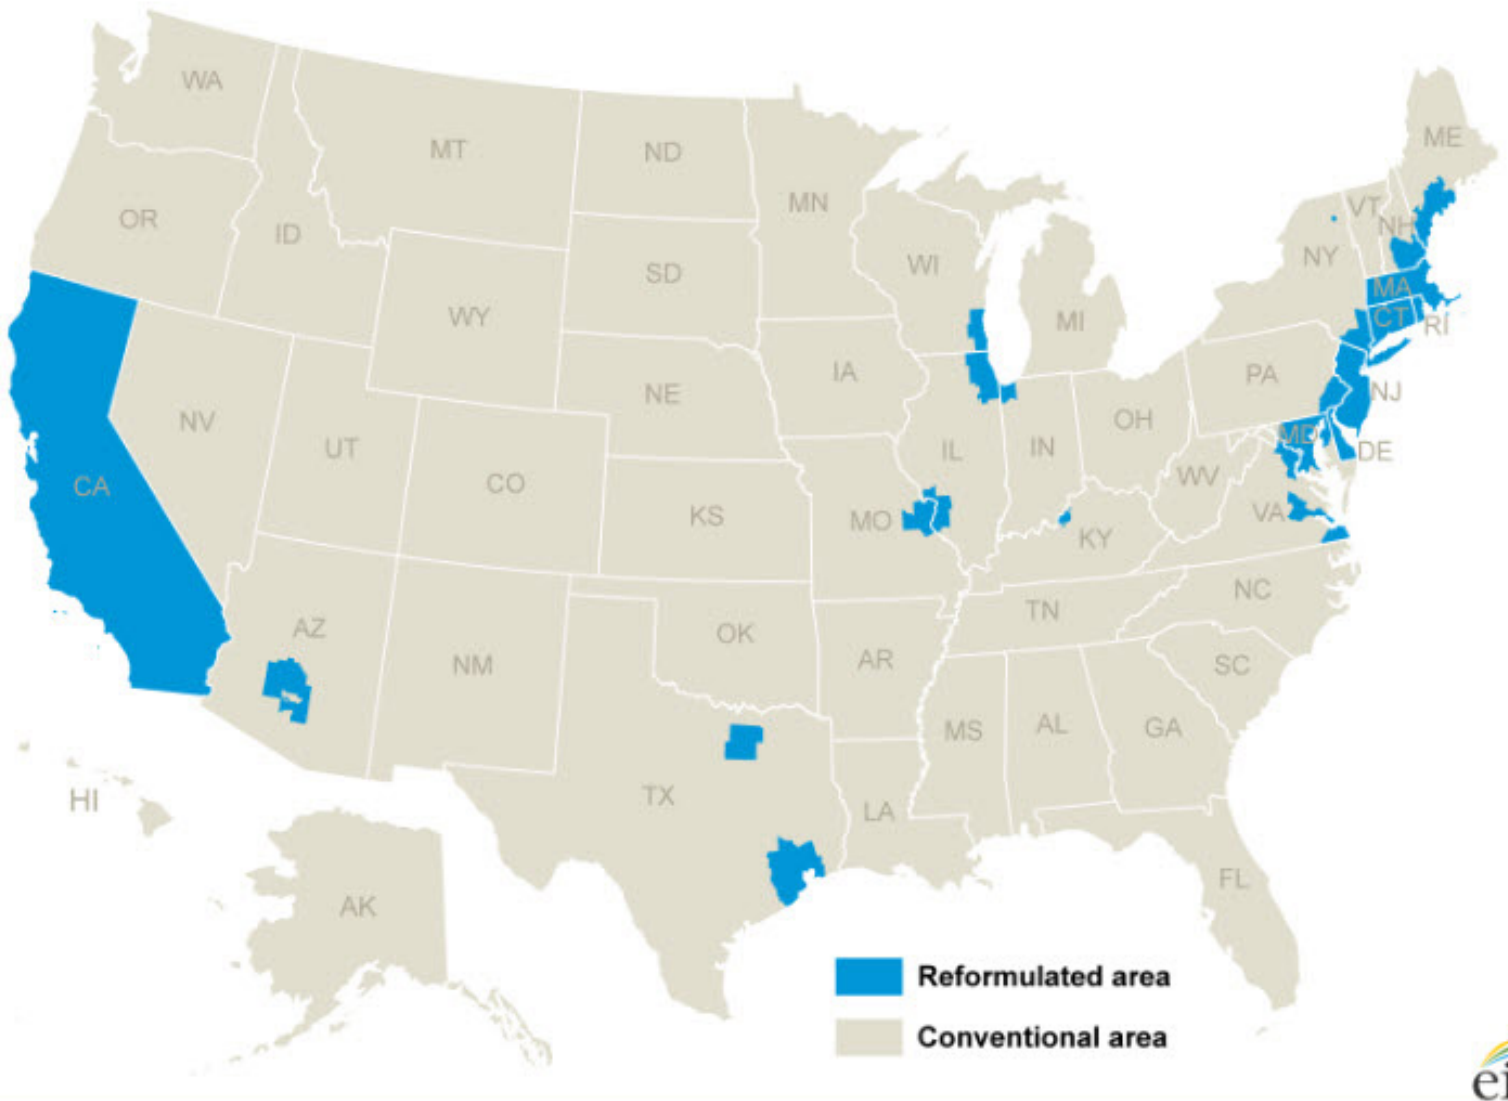 WA
MT
ND
MN
ME
OR
ID
SD
WI
VT
NH
NY
MI
WY
MA
CT
RI
IA
NE
PA
NJ
NV
UT
CO
IL
IN
OH
MD
DE
CA
KS
MO
WV
VA
KY
AZ
NM
OK
TN
NC
AR
SC
MS
AL
GA
HI
TX
LA
AK
FL
Reformulated area
Conventional area
ei